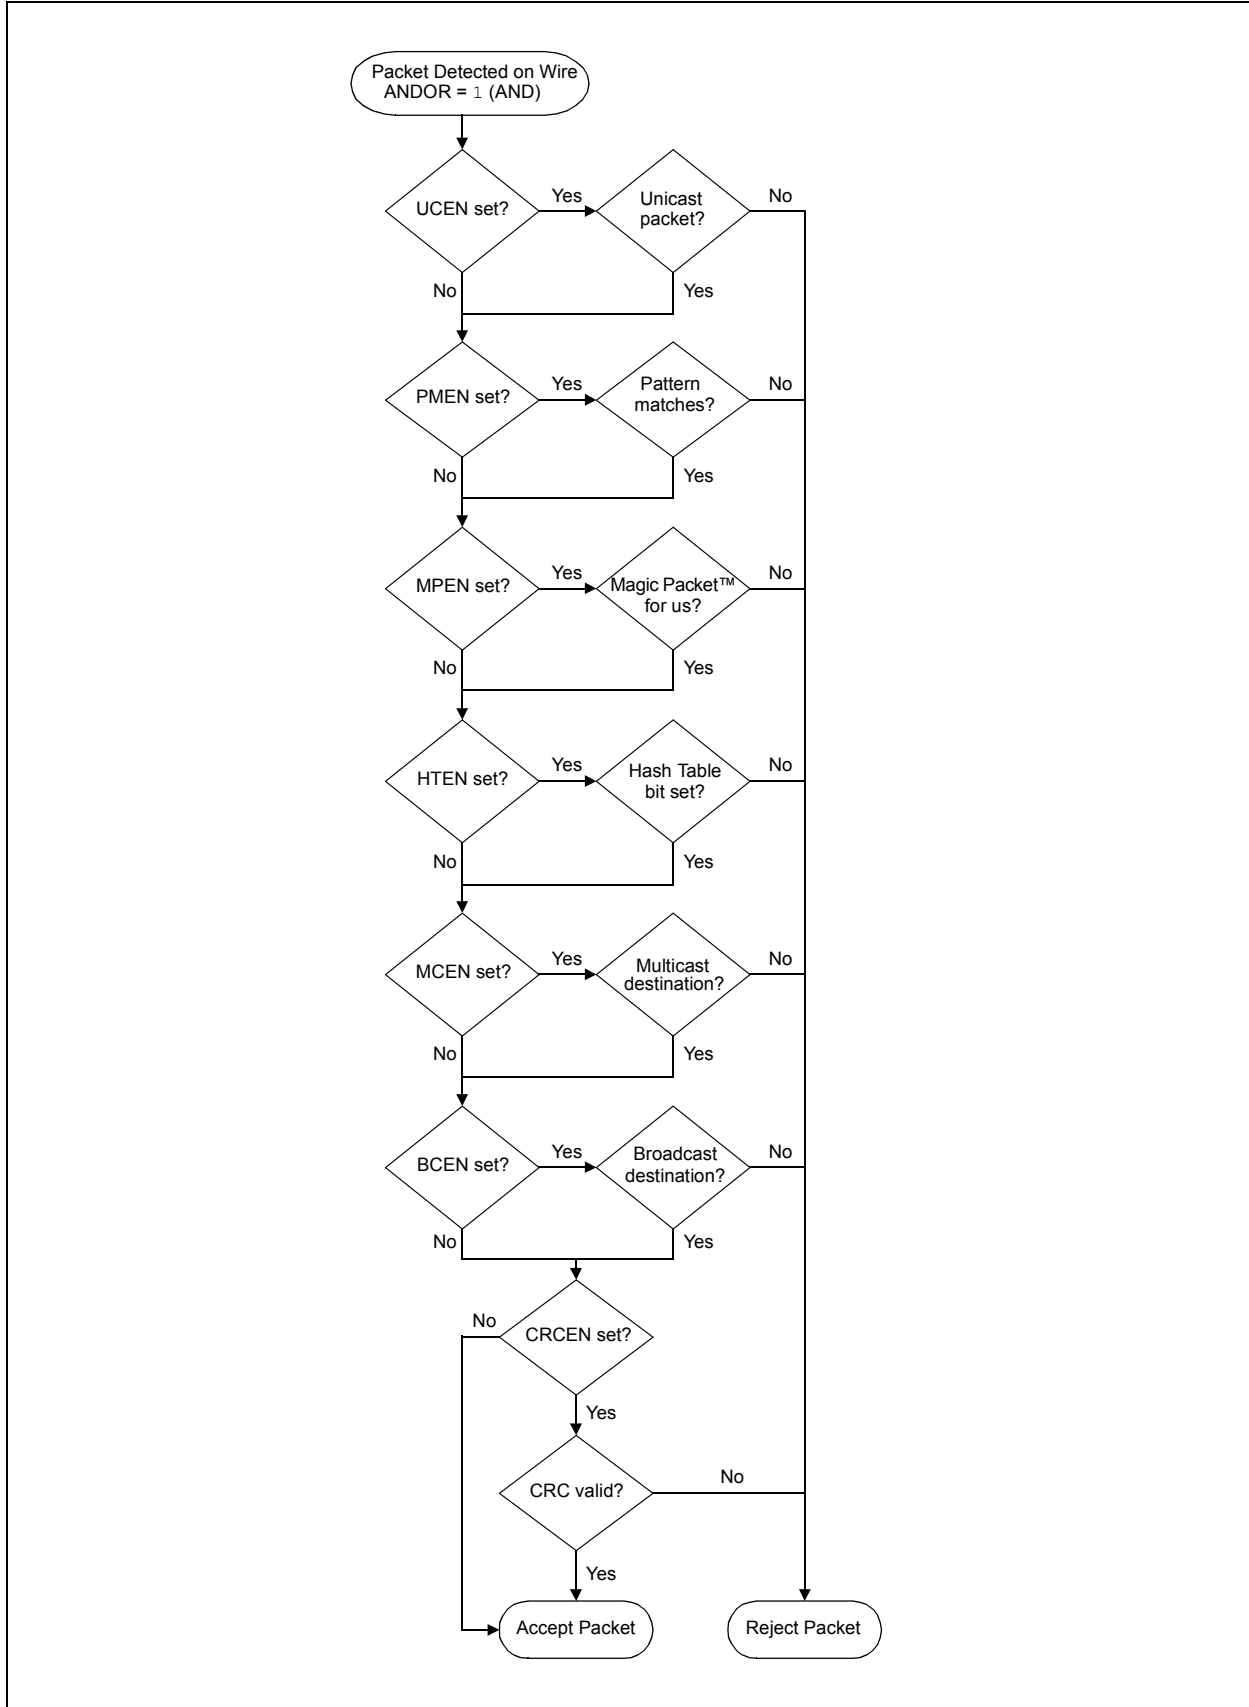 Packet Detected on Wire
ANDOR = 1 (AND)
UCEN set?
Yes
Unicast
packet?
No
No
Yes
PMEN set?
Yes
Pattern
matches?
No
No
Yes
MPEN set?
Yes
Magic Packet™
for us?
No
No
Yes
HTEN set?
Yes
Hash Table
bit set?
No
No
Yes
MCEN set?
Yes
Multicast
destination?
No
No
Yes
BCEN set?
Yes
Broadcast
destination?
No
No
Yes
No
CRCEN set?
Yes
CRC valid?
No
Yes
Accept Packet
Reject Packet